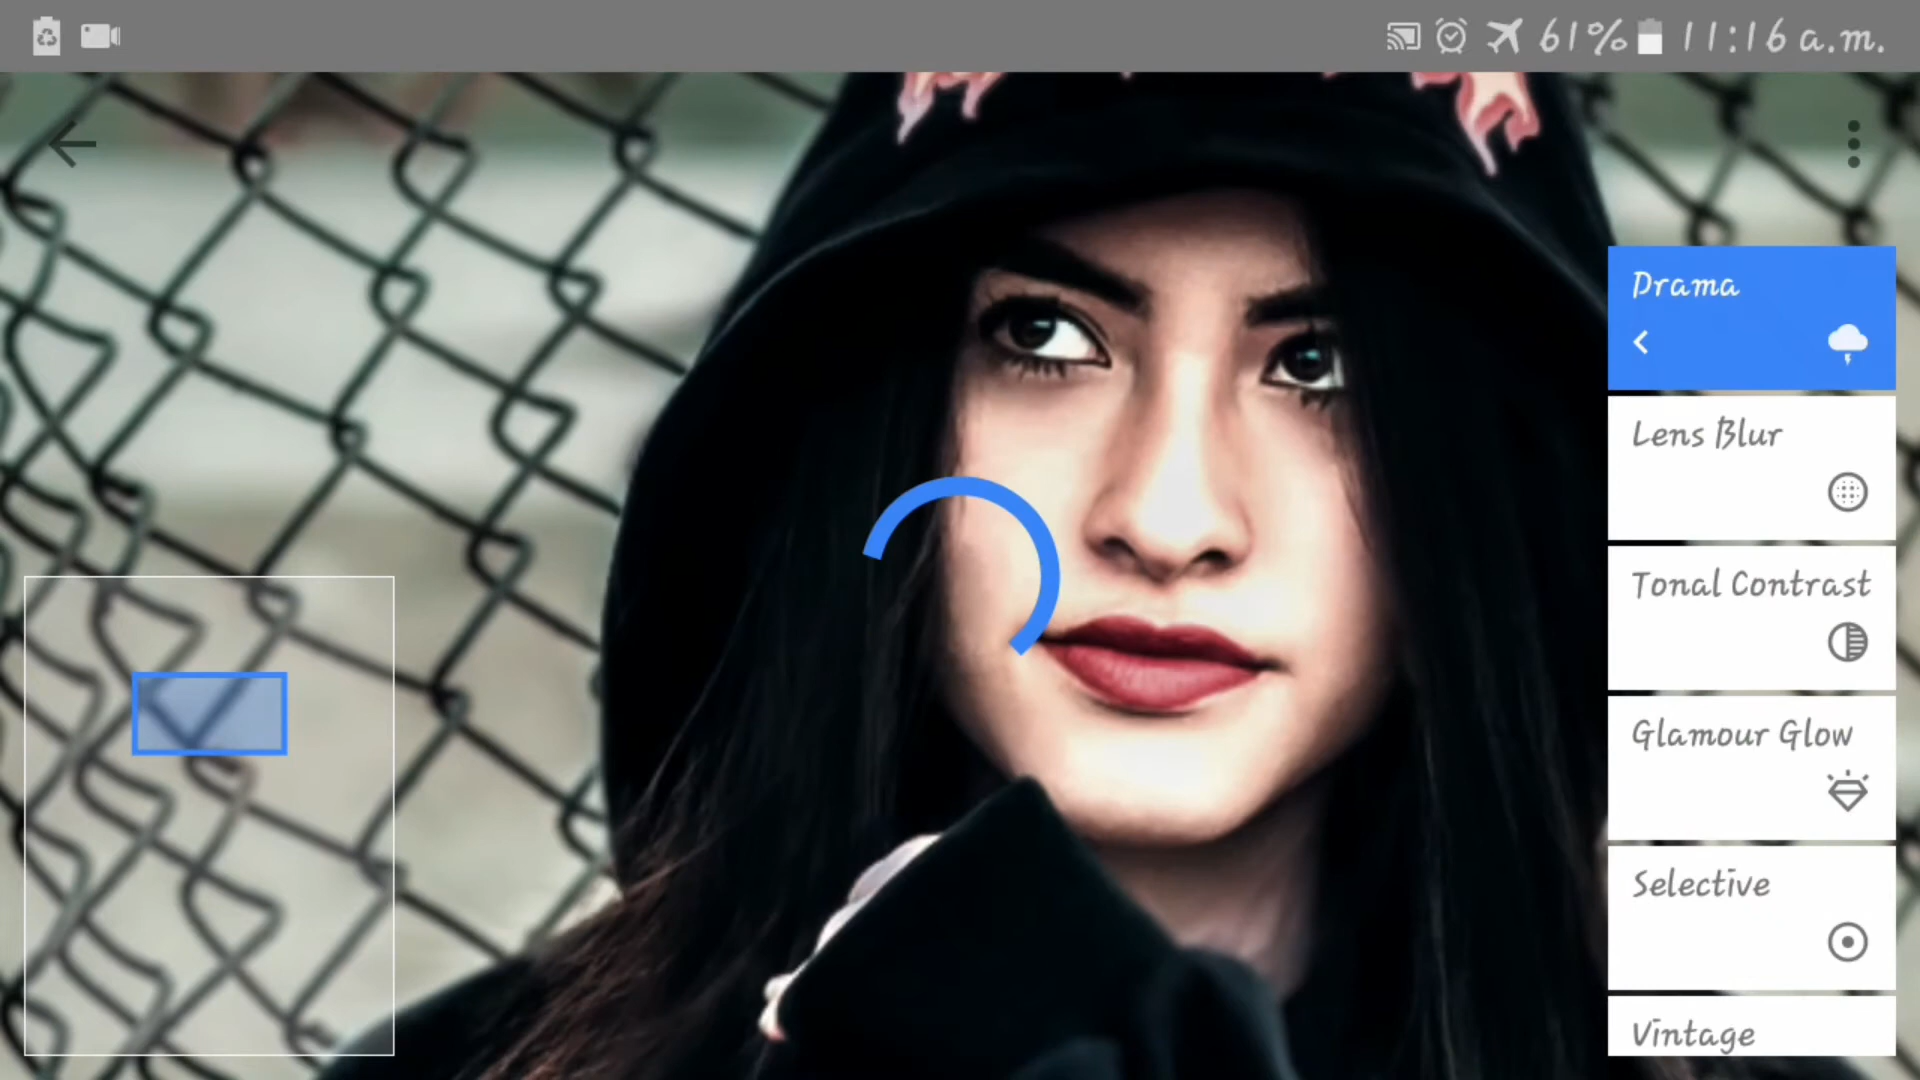 61% 11:16 a.m.
Drama
Lens Blur
Tonal Contrast
Glamour Glow
Selective
Vintage